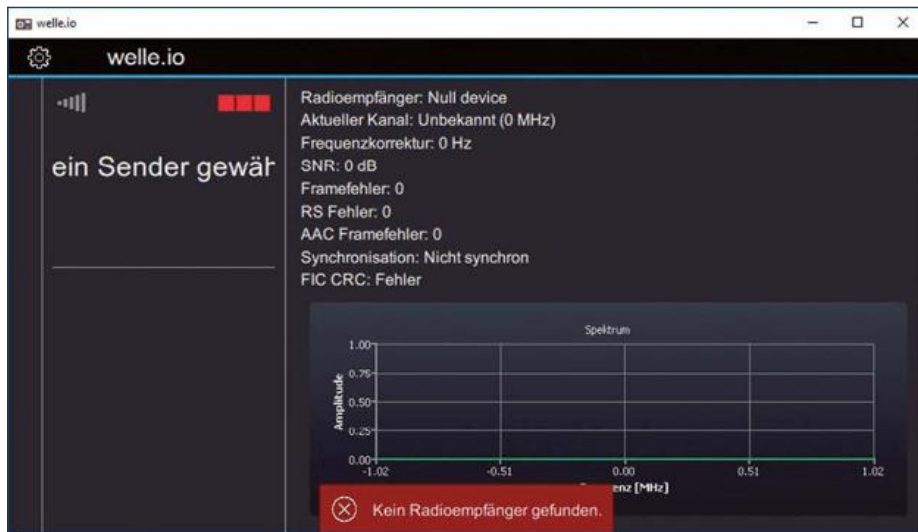 welle.io
welle.io
ein Sender gewäh
Radioempfänger: Null device
Aktueller Kanal: Unbekannt (0 MHz)
Frequenzkorrektur: 0 Hz
SNR: 0 dB
Framefehler: 0
RS Fehler: 0
AAC Framefehler: 0
Synchronisation: Nicht synchron
FIC CRC: Fehler
Spektrum
1.00
0.75
Amplitude
0.50
0.25
0.00
-1.02 -0.51 0.00 0.51 1.02
enz [MHz]
Kein Radioempfänger gefunden.